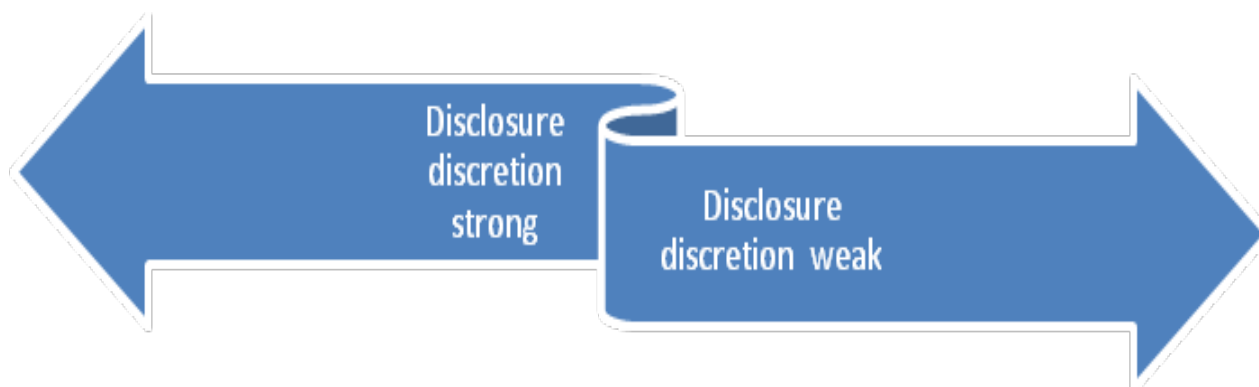 Disclosure
discretion
strong
Disclosure
discretion weak